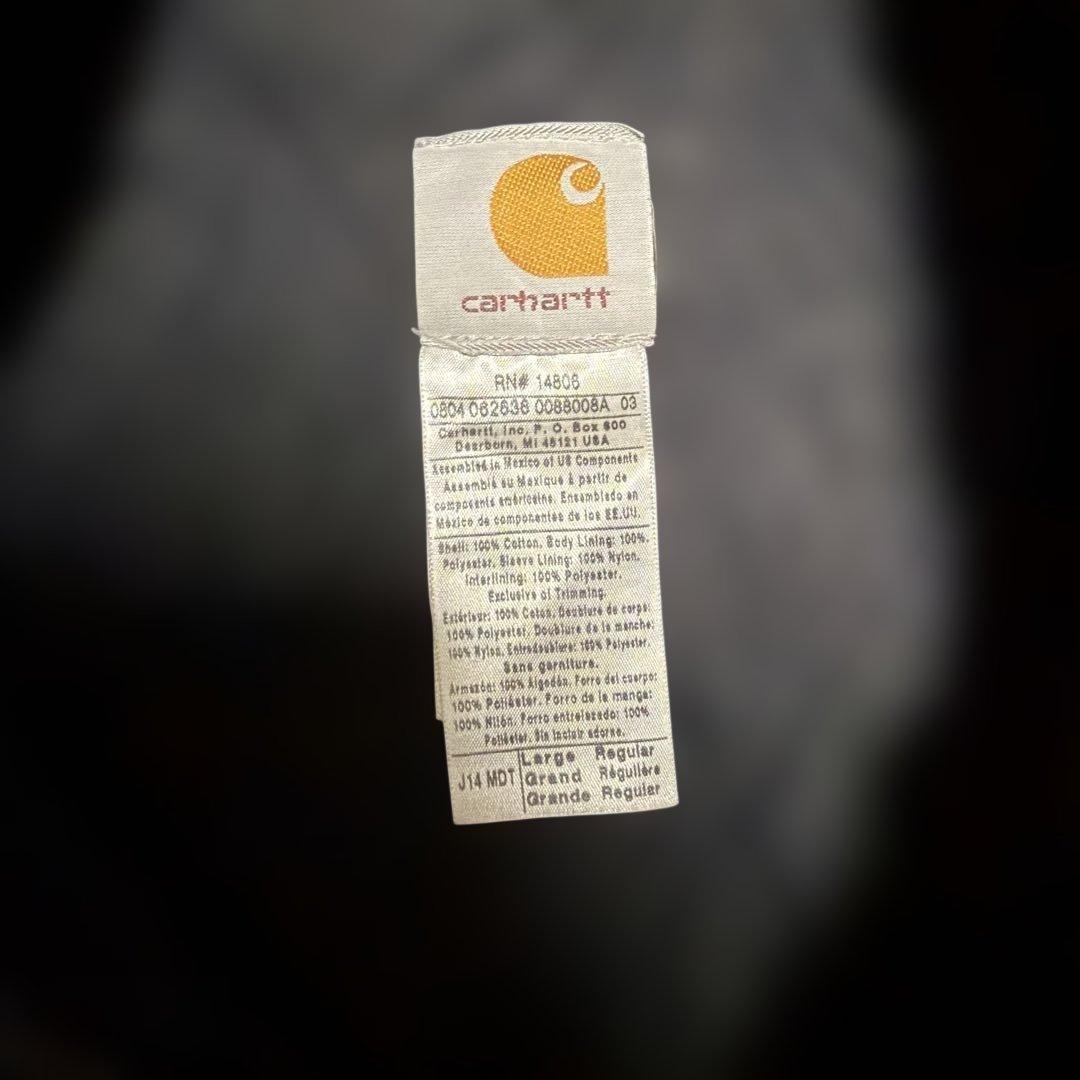 carhartt
RN# 14806
0804 062636 0088008A 03
Carhartt, Inc. P. O. Box 600
Dearborn, MI 48121 USA
Assembled in Mexico of US Components
Assemblé au Mexique à partir de
composants américains. Ensamblado en
México de componentes de los EE.UU.
Shell: 100% Cotton. Body Lining: 100%
Polyester. Sleeve Lining: 100% Nylon.
Interlining: 100% Polyester.
Exclusive of Trimming.
Extérieur: 100% Coton. Doublure de corps:
100% Polyester. Doublure de la manche:
100% Nylon. Entredoublure: 100% Polyester.
Sans garniture.
Armazón: 100% Algodón. Forro del cuerpo:
100% Poliéster. Forro de la manga:
100% Nilón. Forro entrelazado: 100%
Poliéster. Sin incluir adorno.
J14 MDT
Large Regular
Grand Régulière
Grande Regular